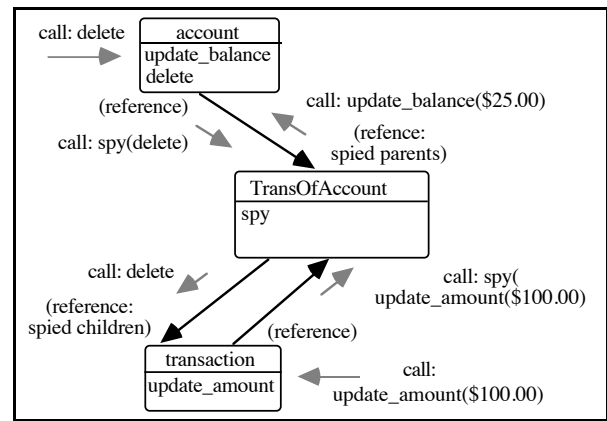 call: delete
account
update_balance
delete
(reference)
call: update_balance($25.00)
call: spy(delete)
(refence:
spied parents)
TransOfAccount
spy
call: delete
call: spy(
update_amount($100.00)
(reference:
spied children)
(reference)
transaction
update_amount
call:
update_amount($100.00)